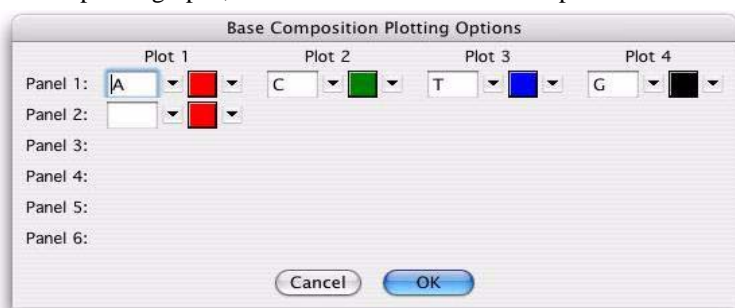 Base Composition Plotting Options
Plot 1 Plot 2 Plot 3 Plot 4
Panel 1: A C T G
Panel 2:
Panel 3:
Panel 4:
Panel 5:
Panel 6:
Cancel OK